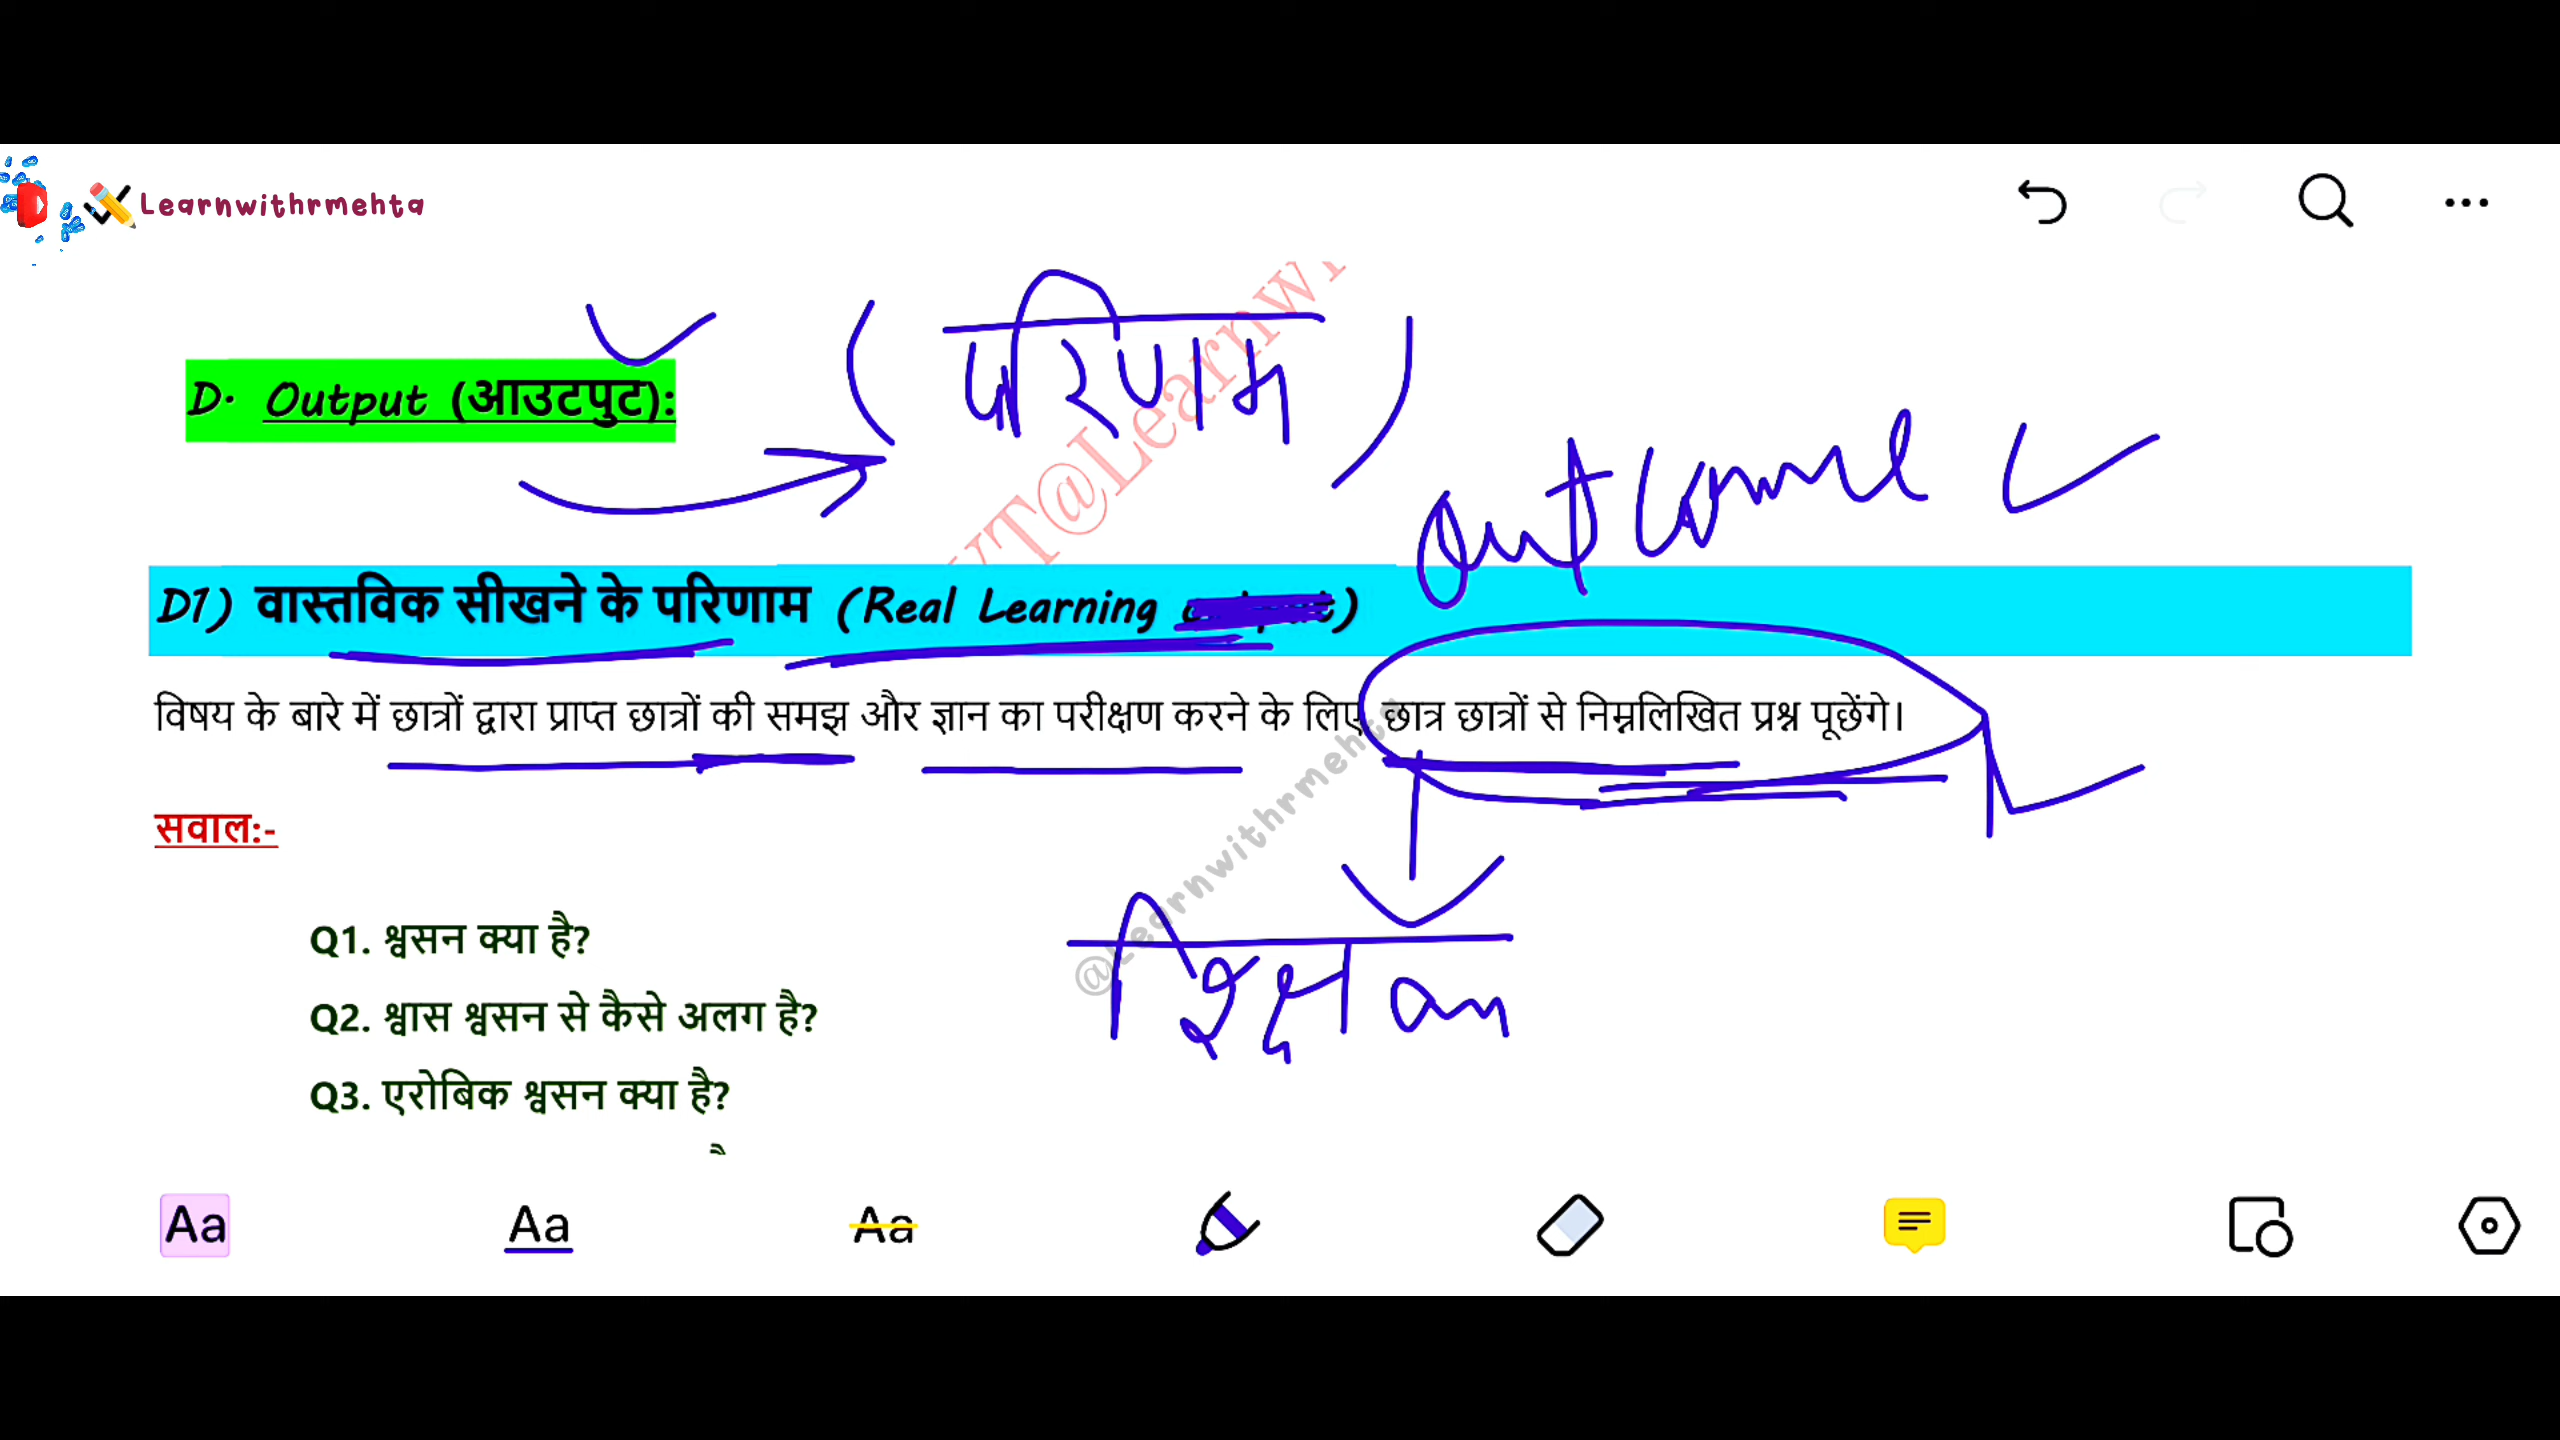 Learnwithrmehta
(परिणाम)
D. Output (आउटपुट):
outcome
D1) वास्तविक सीखने के परिणाम (Real Learning )
विषय के बारे में छात्रों द्वारा प्राप्त छात्रों की समझ और ज्ञान का परीक्षण करने के लिए छात्र छात्रों से निम्नलिखित प्रश्न पूछेंगे।
सवाल:-
Q1. श्वसन क्या है?
Q2. श्वास श्वसन से कैसे अलग है?
Q3. एरोबिक श्वसन क्या है?
@Learnwithrmehta
Aa Aa Aa